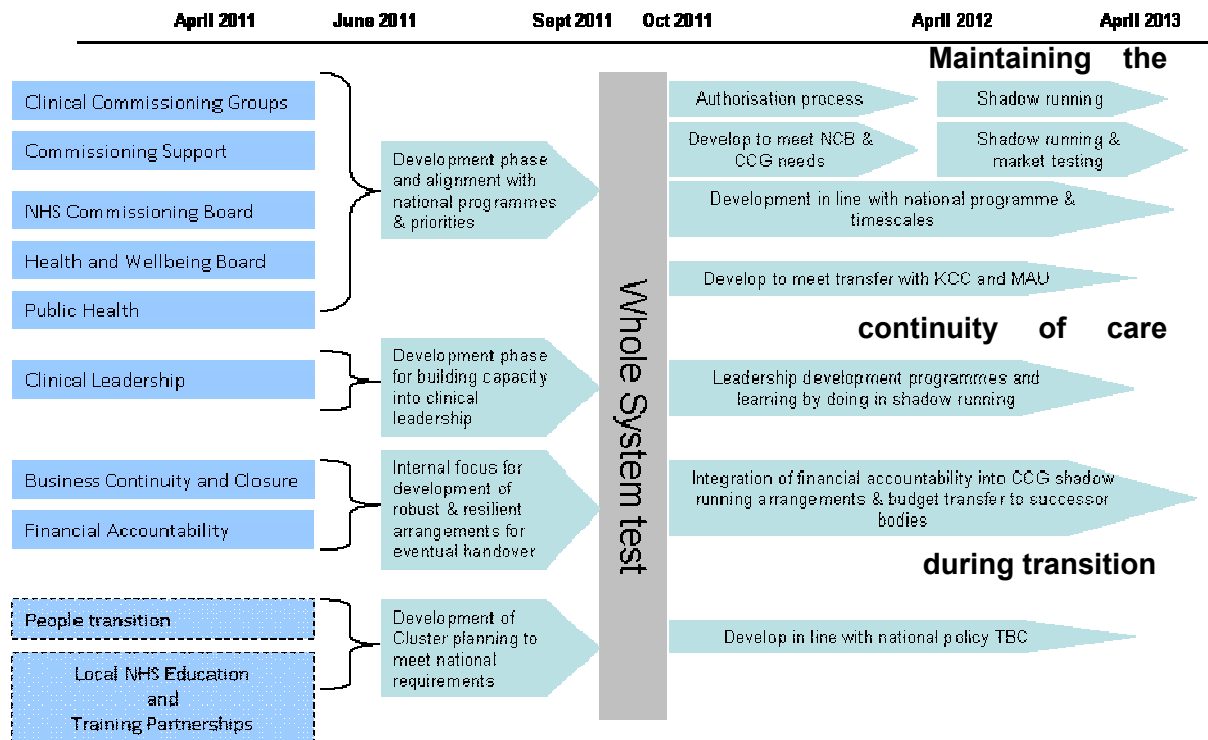 April 2011 June 2011 Sept 2011 Oct 2011 April 2012 April 2013
Maintaining the
Clinical Commissioning Groups
Commissioning Support
NHS Commissioning Board
Health and Wellbeing Board
Public Health
Development phase
and alignment with
national programmes
& priorities
Authorisation process
Shadow running
Develop to meet NCB &
CCG needs
Shadow running &
market testing
Development in line with national programme &
timescales
Develop to meet transfer with KCC and MAU
Whole System test
continuity of care
Clinical Leadership
Development phase
for building capacity
into clinical
leadership
Leadership development programmes and
learning by doing in shadow running
Business Continuity and Closure
Financial Accountability
Internal focus for
development of
robust & resilient
arrangements for
eventual handover
Integration of financial accountability into CCG shadow
running arrangements & budget transfer to successor
bodies
during transition
People transition
Local NHS Education
and
Training Partnerships
Development of
Cluster planning to
meet national
requirements
Develop in line with national policy TBC